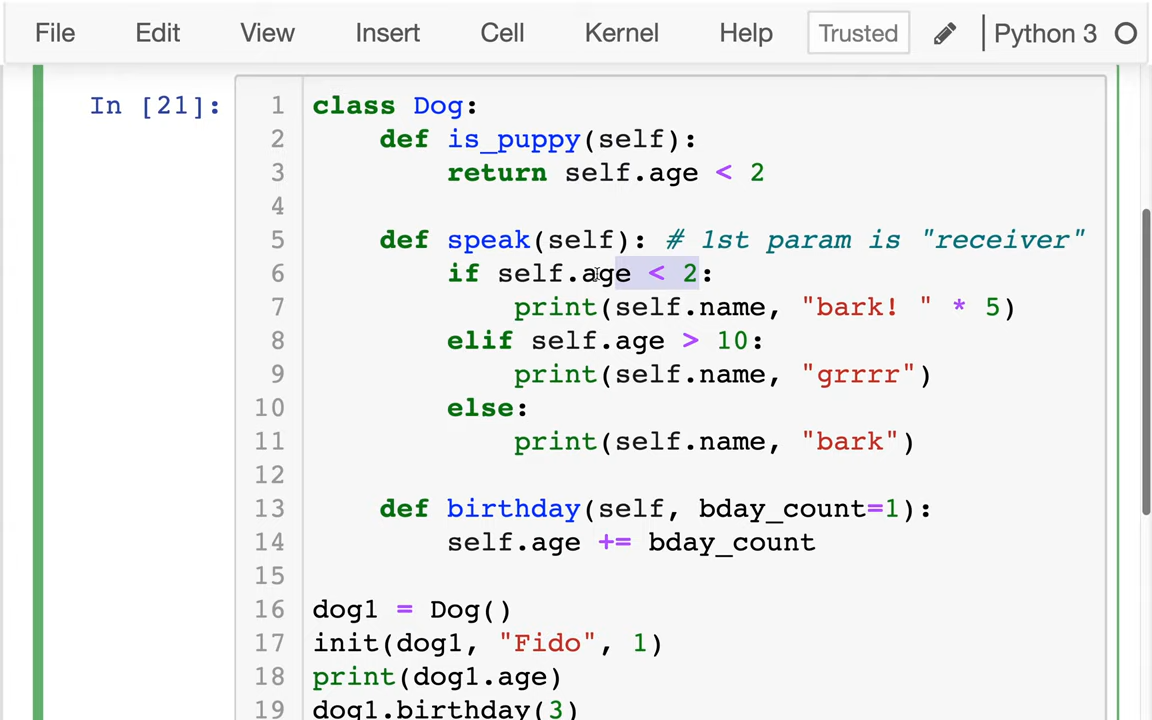 File Edit View Insert Cell Kernel Help Trusted Python 3
In [21]:
1 class Dog:
2     def is_puppy(self):
3         return self.age < 2
4
5     def speak(self): # 1st param is "receiver"
6         if self.age < 2:
7             print(self.name, "bark! " * 5)
8         elif self.age > 10:
9             print(self.name, "grrrr")
10         else:
11             print(self.name, "bark")
12
13     def birthday(self, bday_count=1):
14         self.age += bday_count
15
16 dog1 = Dog()
17 init(dog1, "Fido", 1)
18 print(dog1.age)
19 dog1.birthday(3)